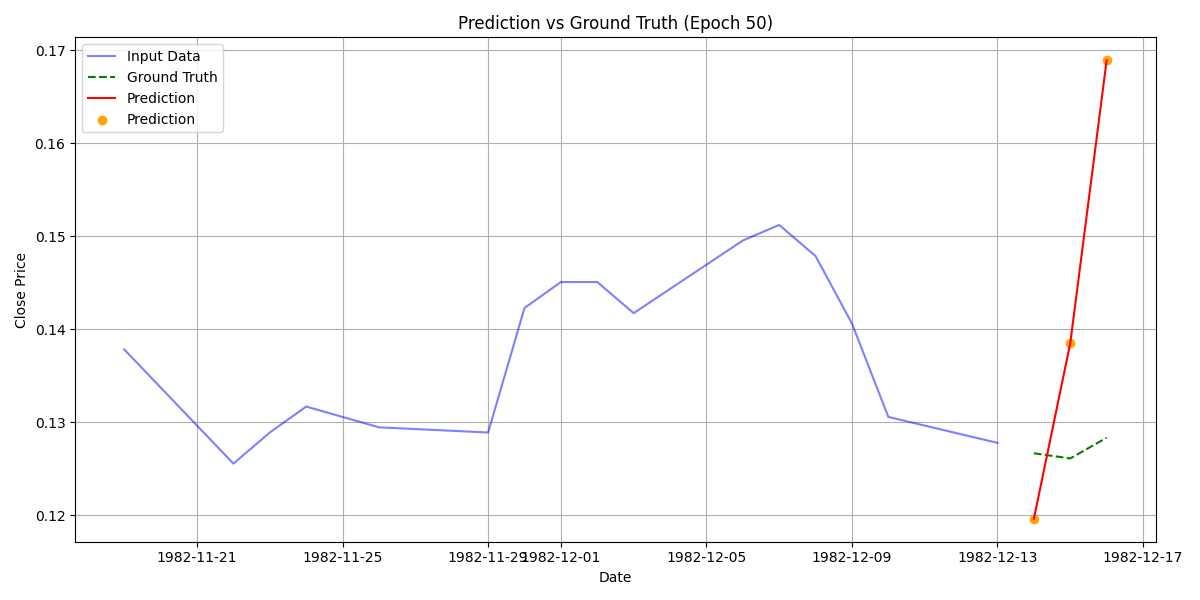 Prediction vs Ground Truth (Epoch 50)
Input Data
Ground Truth
Prediction
Prediction
Close Price
0.17
0.16
0.15
0.14
0.13
0.12
1982-11-21
1982-11-25
1982-11-29
1982-12-01
1982-12-05
1982-12-09
1982-12-13
1982-12-17
Date